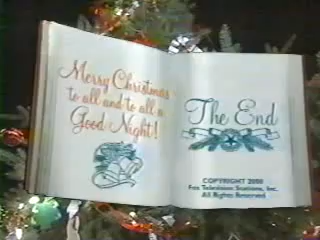 Merry Christmas
to all and to all a
Good Night!
The End
COPYRIGHT 2000
Fox Television Stations, Inc.
All Rights Reserved